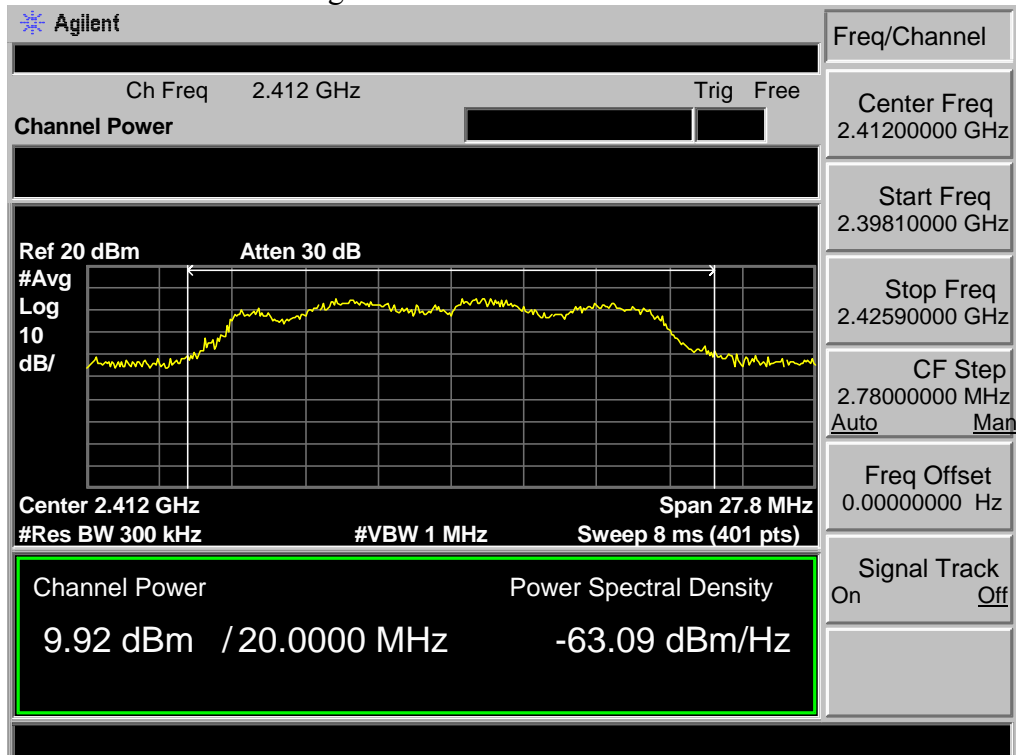 Agilent
Freq/Channel
Ch Freq 2.412 GHz Trig Free
Channel Power
Center Freq
2.41200000 GHz
Start Freq
2.39810000 GHz
Ref 20 dBm Atten 30 dB
#Avg
Log
10
dB/
Stop Freq
2.42590000 GHz
CF Step
2.78000000 MHz
Auto Man
Center 2.412 GHz Span 27.8 MHz
#Res BW 300 kHz #VBW 1 MHz Sweep 8 ms (401 pts)
Freq Offset
0.00000000 Hz
Channel Power Power Spectral Density
9.92 dBm / 20.0000 MHz -63.09 dBm/Hz
Signal Track
On Off